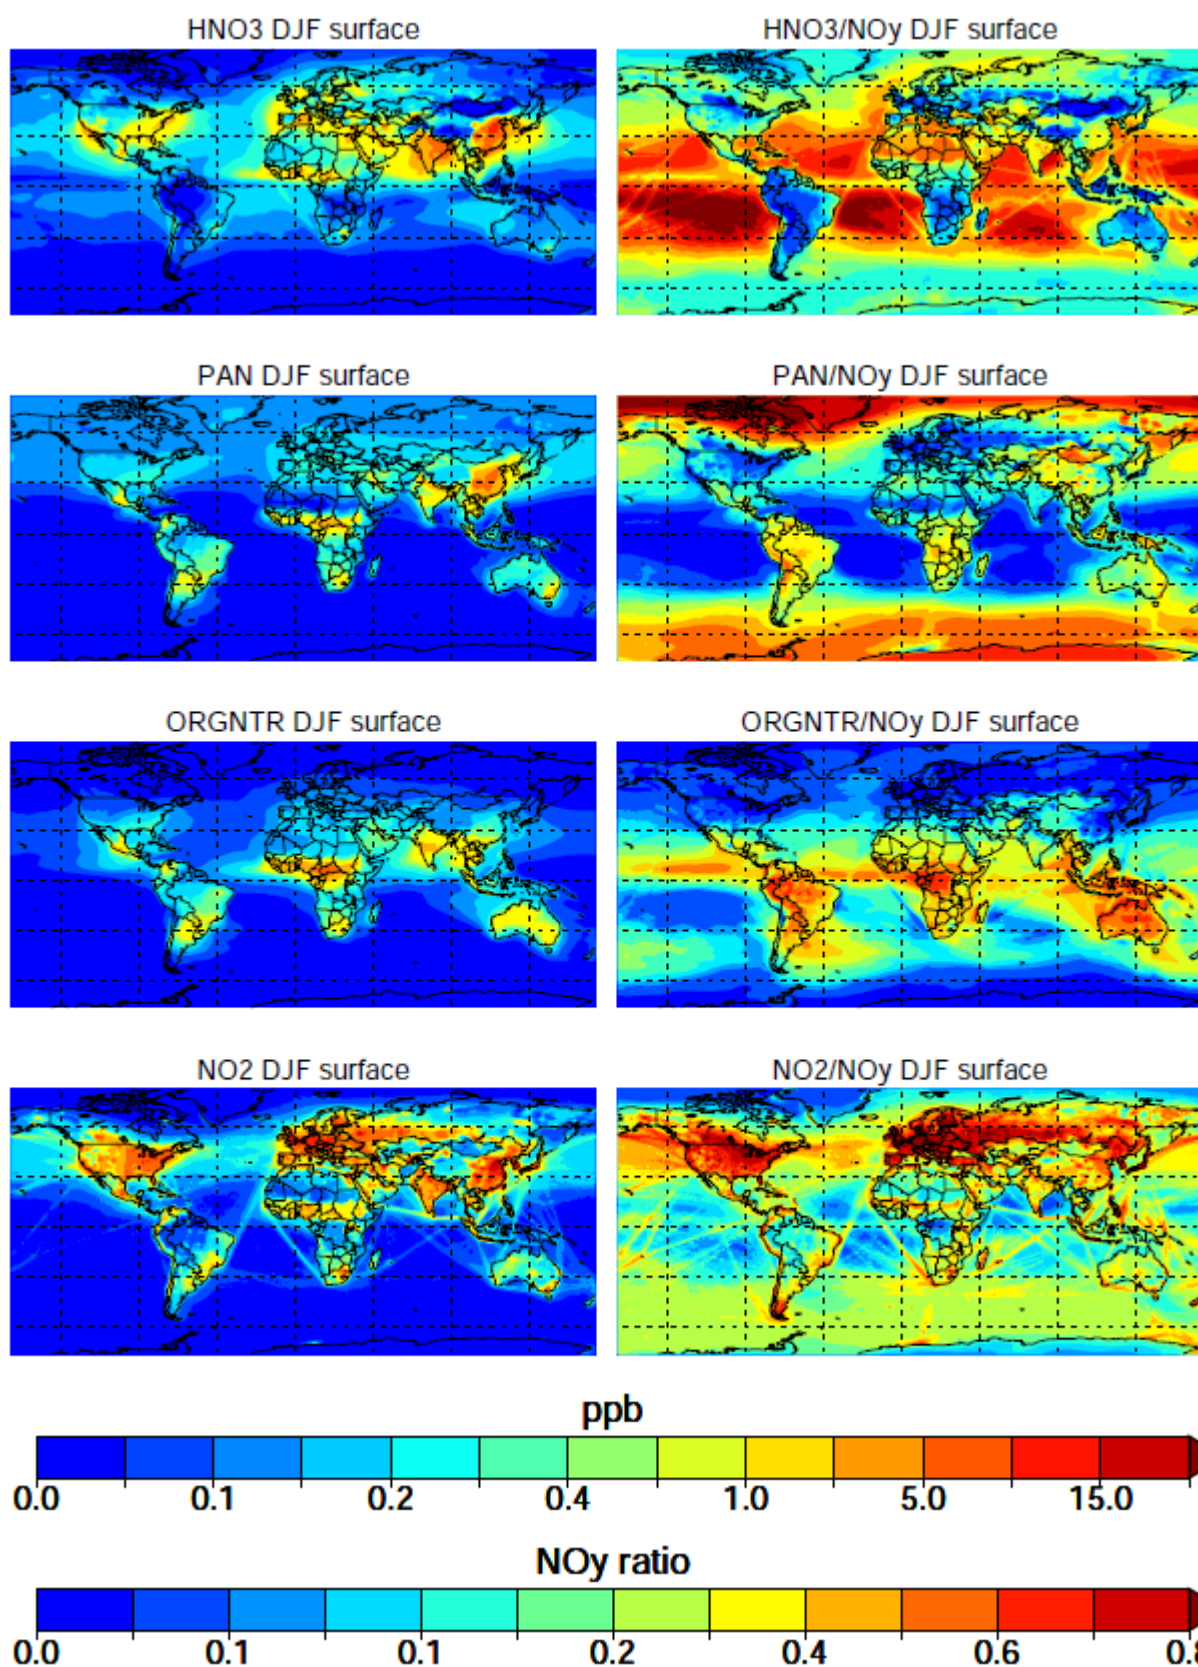 HNO3 DJF surface HNO3/NOy DJF surface
PAN DJF surface PAN/NOy DJF surface
ORGNTR DJF surface ORGNTR/NOy DJF surface
NO2 DJF surface NO2/NOy DJF surface
ppb
0.0 0.1 0.2 0.4 1.0 5.0 15.0
NOy ratio
0.0 0.1 0.1 0.2 0.4 0.6